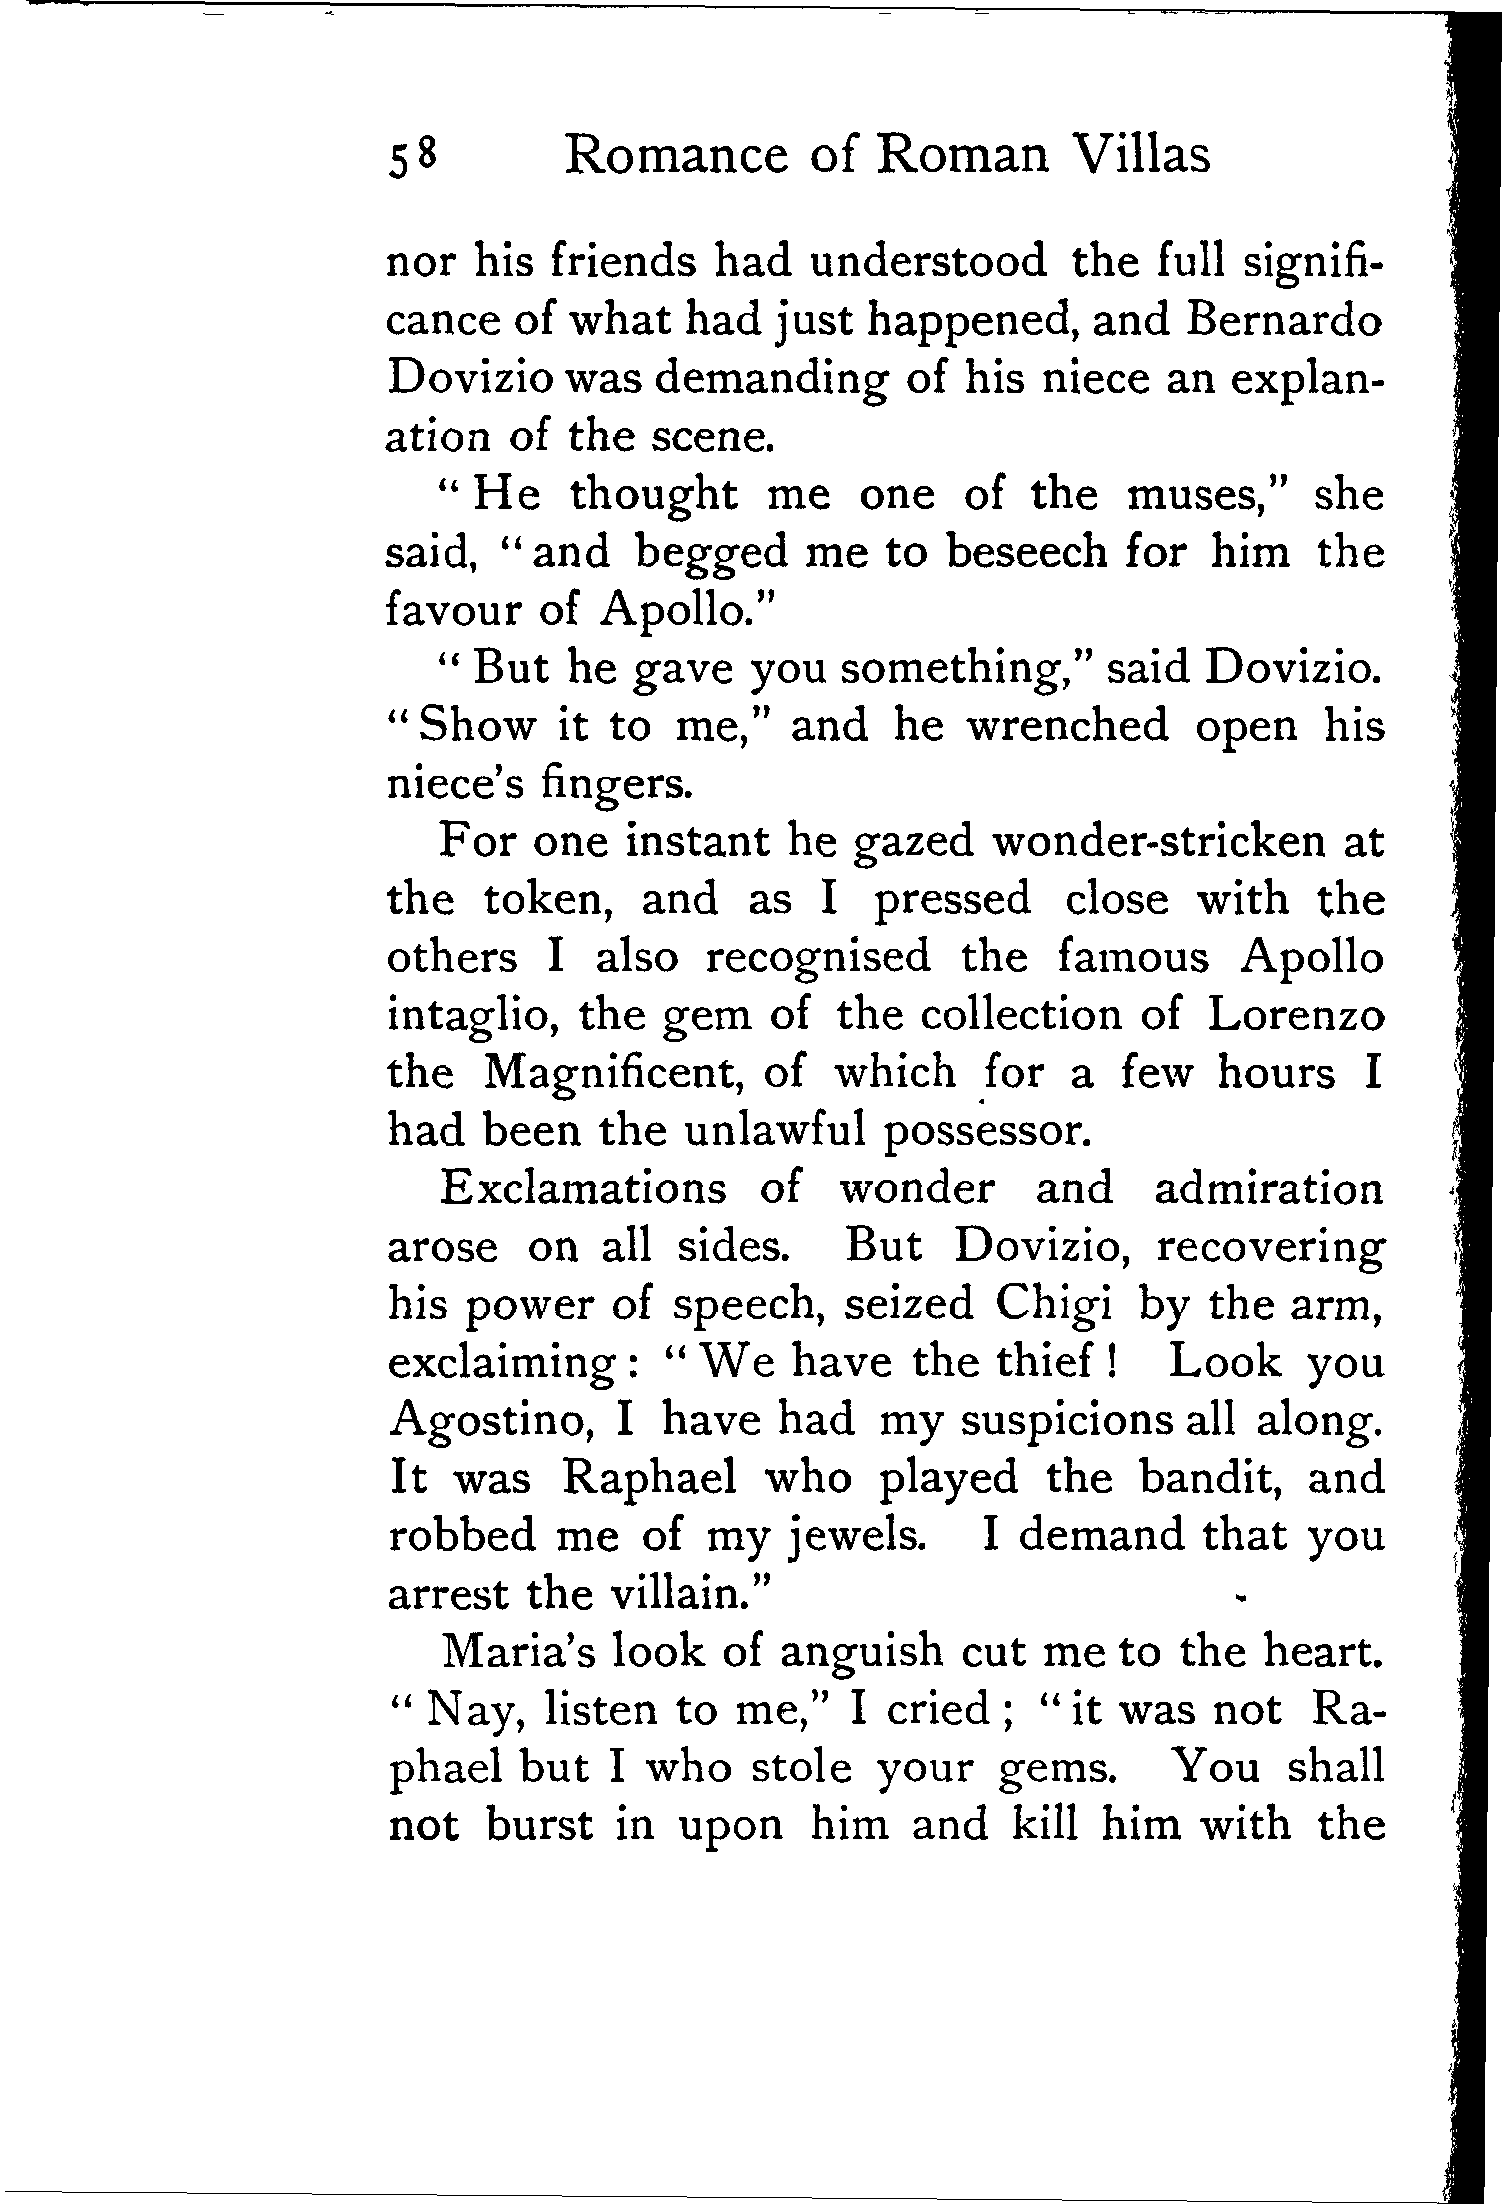 58 Romance of Roman Villas
nor his friends had understood the full signifi-
cance of what had just happened, and Bernardo
Dovizio was demanding of his niece an explan-
ation of the scene.
“ He thought me one of the muses,” she
said, “ and begged me to beseech for him the
favour of Apollo.”
“ But he gave you something,” said Dovizio.
“ Show it to me,” and he wrenched open his
niece’s fingers.
For one instant he gazed wonder-stricken at
the token, and as I pressed close with the
others I also recognised the famous Apollo
intaglio, the gem of the collection of Lorenzo
the Magnificent, of which for a few hours I
had been the unlawful possessor.
Exclamations of wonder and admiration
arose on all sides. But Dovizio, recovering
his power of speech, seized Chigi by the arm,
exclaiming : “ We have the thief ! Look you
Agostino, I have had my suspicions all along.
It was Raphael who played the bandit, and
robbed me of my jewels. I demand that you
arrest the villain.”
Maria’s look of anguish cut me to the heart.
“ Nay, listen to me,” I cried ; “ it was not Ra-
phael but I who stole your gems. You shall
not burst in upon him and kill him with the